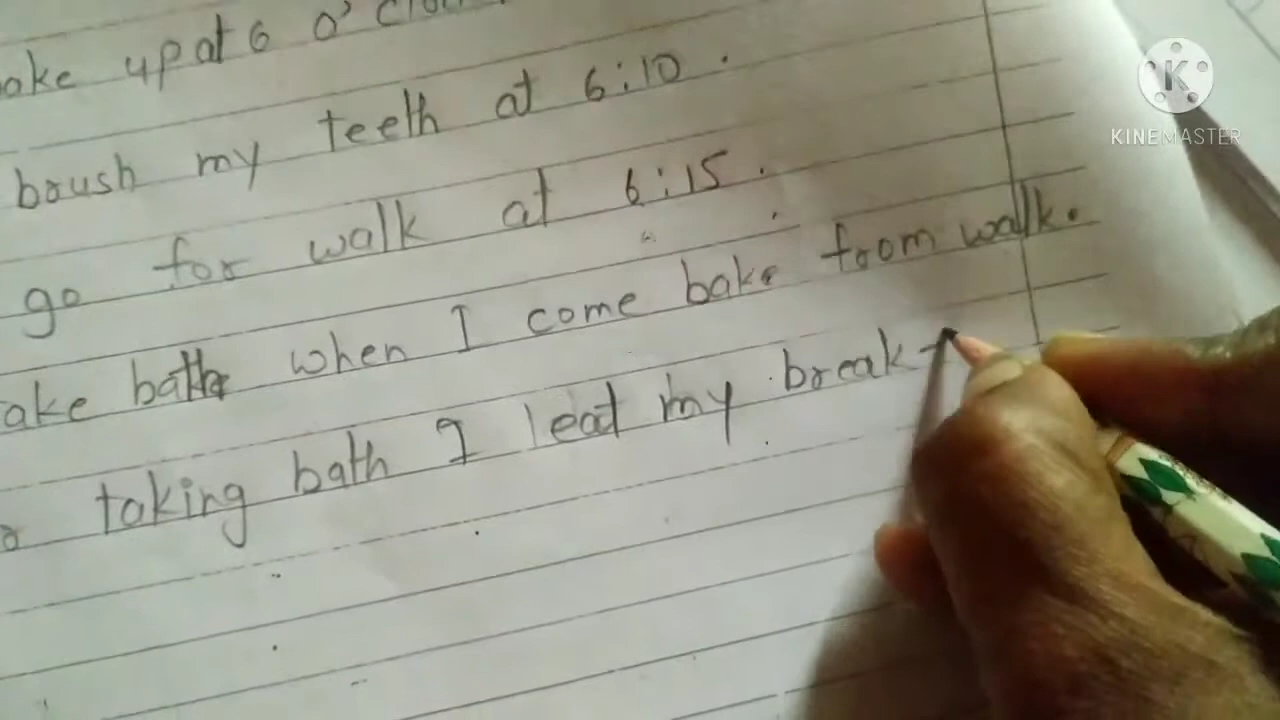 ake up at 6 o'clo
brush my teeth at 6:10.
go for walk at 6:15.
ake bath when I come bake from walk.
taking bath I eat my break
KINEMASTER